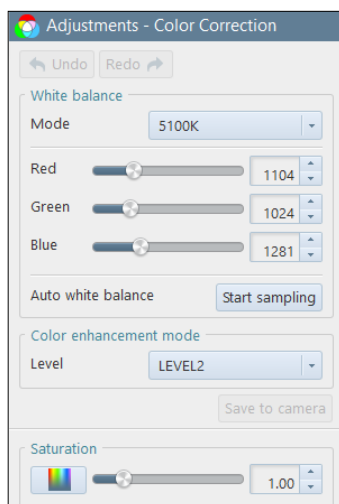 Adjustments - Color Correction
Undo Redo
White balance
Mode 5100K
Red 1104
Green 1024
Blue 1281
Auto white balance Start sampling
Color enhancement mode
Level LEVEL2
Save to camera
Saturation
1.00